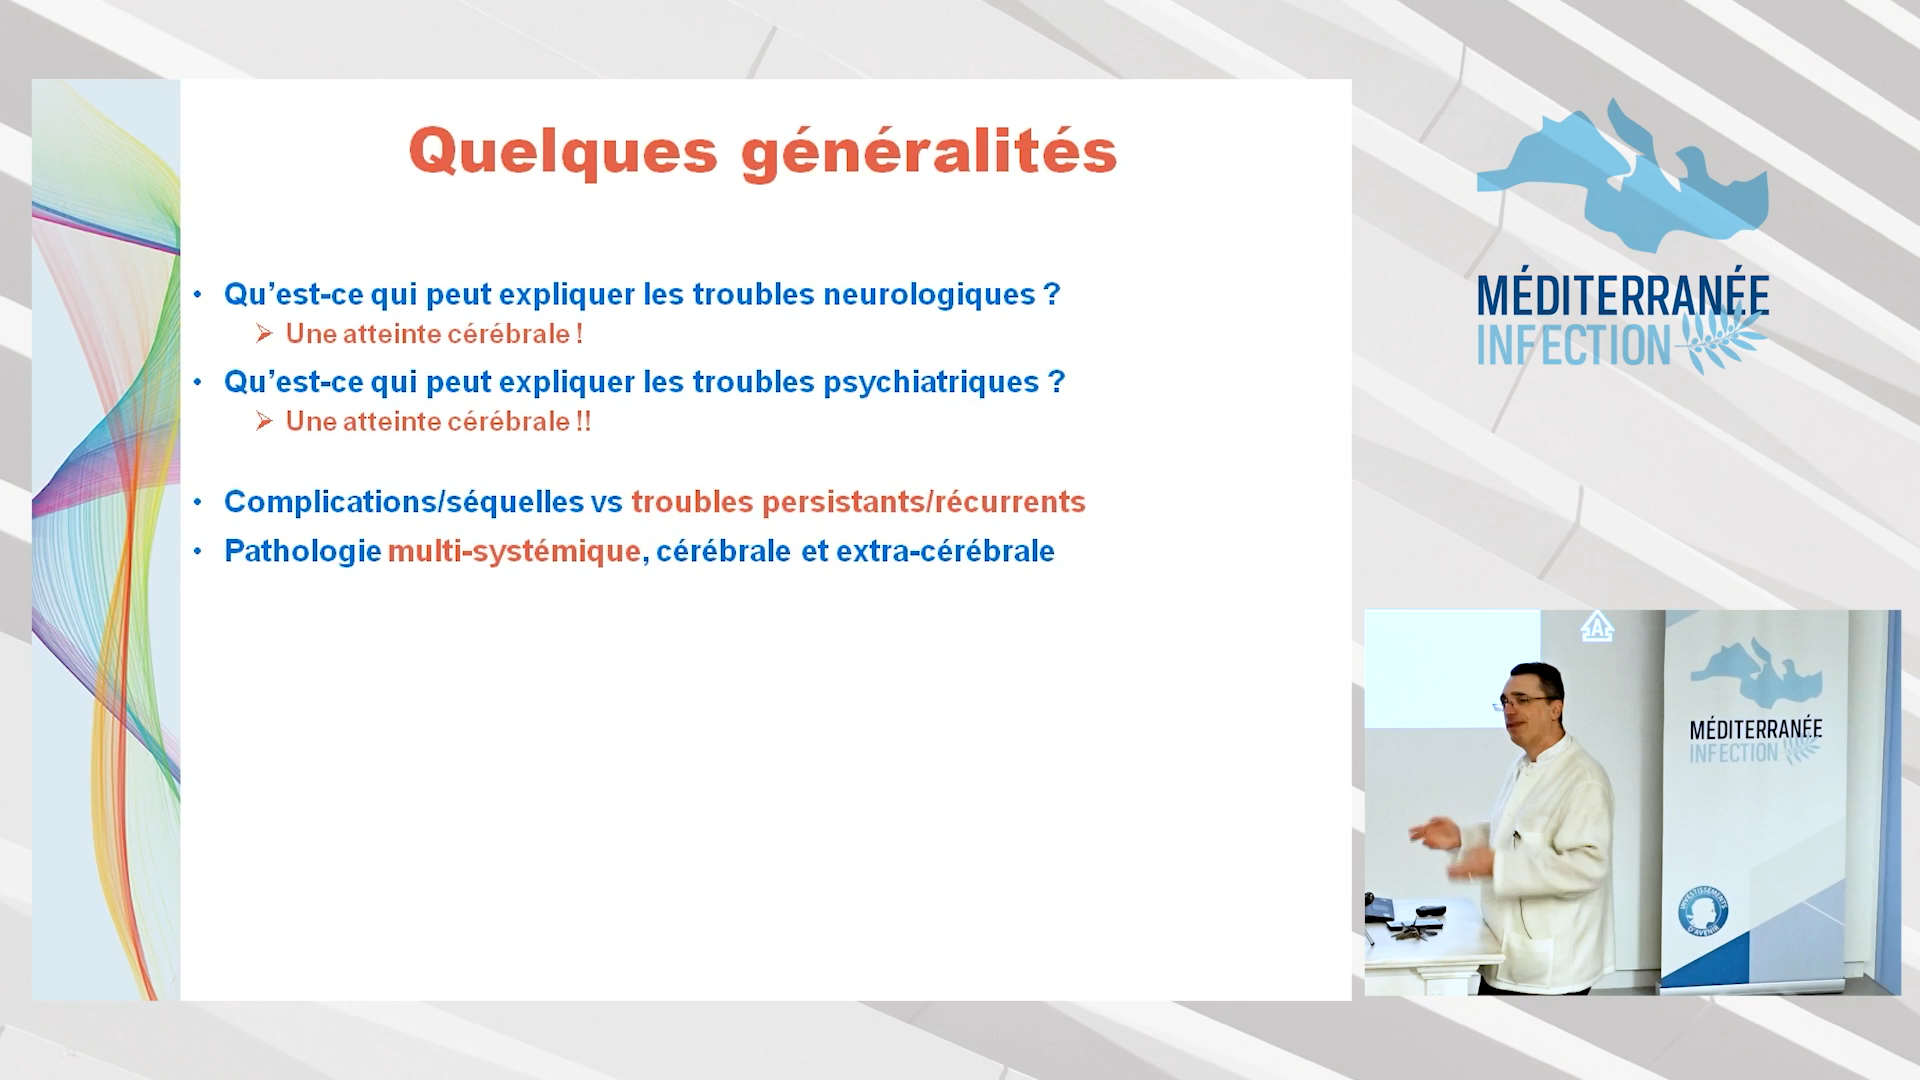 Quelques généralités
• Qu’est-ce qui peut expliquer les troubles neurologiques ?
➢ Une atteinte cérébrale !
• Qu’est-ce qui peut expliquer les troubles psychiatriques ?
➢ Une atteinte cérébrale !!
• Complications/séquelles vs troubles persistants/récurrents
• Pathologie multi-systémique, cérébrale et extra-cérébrale
MÉDITERRANÉE
INFECTION
A
MÉDITERRANÉE
INFECTION
INVESTISSEMENTS
D'AVENIR